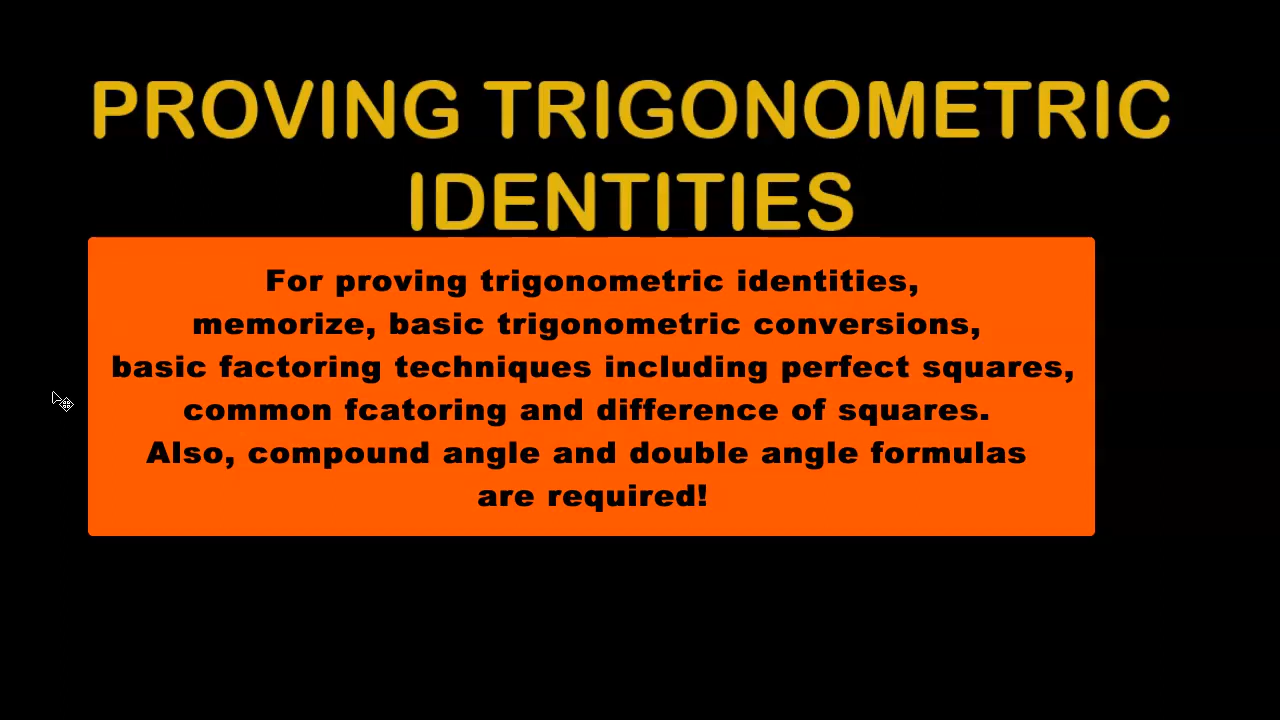 PROVING TRIGONOMETRIC
IDENTITIES
For proving trigonometric identities,
memorize, basic trigonometric conversions,
basic factoring techniques including perfect squares,
common fcatoring and difference of squares.
Also, compound angle and double angle formulas
are required!